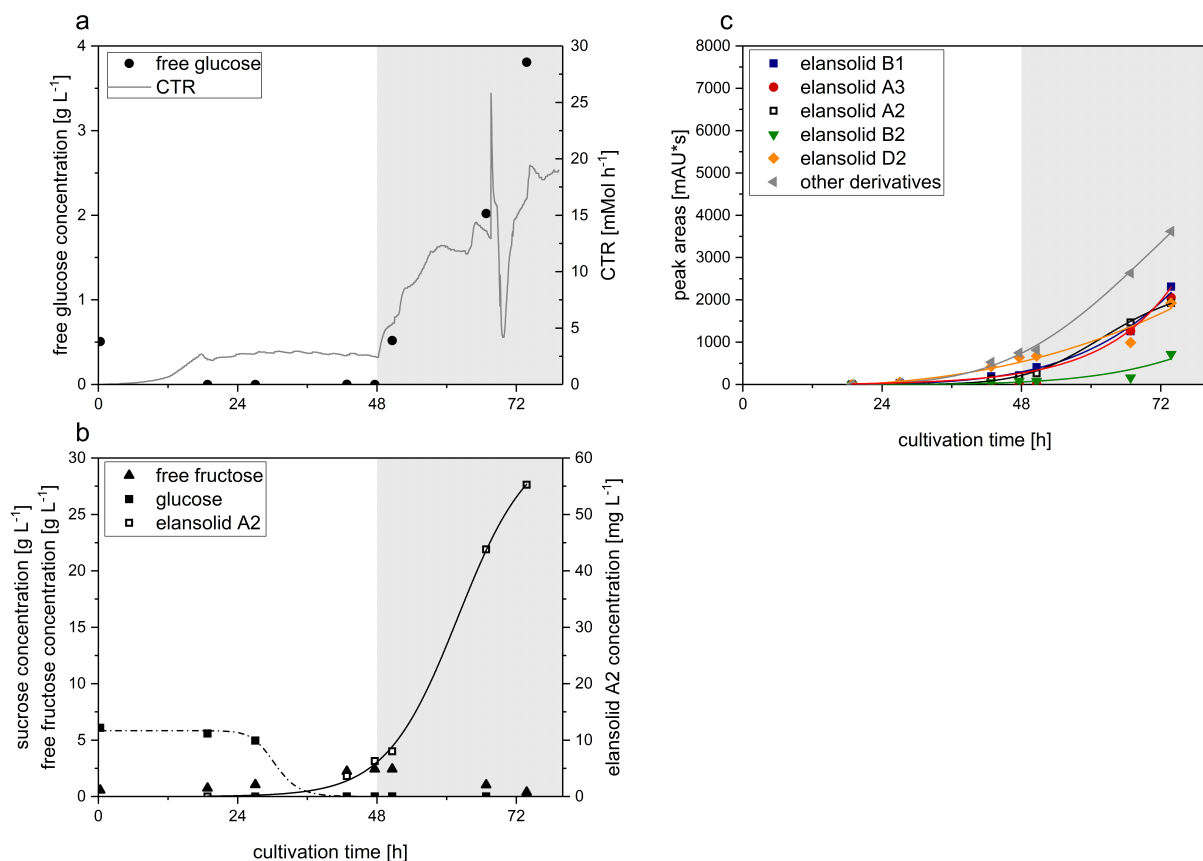 a
free glucose
CTR
free glucose concentration [g L⁻¹]
4
3
2
1
0
30
25
20
15
10
5
0
CTR [mMol h⁻¹]
0
24
48
72
b
free fructose
glucose
elansolid A2
sucrose concentration [g L⁻¹]
free fructose concentration [g L⁻¹]
30
25
20
15
10
5
0
60
50
40
30
20
10
0
elansolid A2 concentration [mg L⁻¹]
0
24
48
72
cultivation time [h]
c
elansolid B1
elansolid A3
elansolid A2
elansolid B2
elansolid D2
other derivatives
peak areas [mAU*s]
8000
7000
6000
5000
4000
3000
2000
1000
0
0
24
48
72
cultivation time [h]